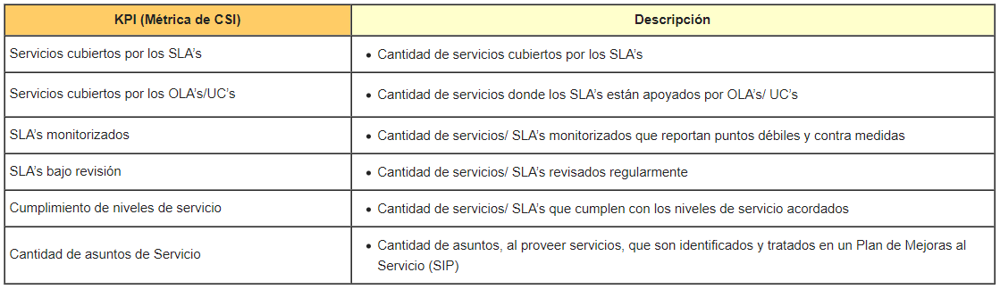 KPI (Métrica de CSI)
Descripción
Servicios cubiertos por los SLA’s
• Cantidad de servicios cubiertos por los SLA’s
Servicios cubiertos por los OLA’s/UC’s
• Cantidad de servicios donde los SLA’s están apoyados por OLA’s/ UC’s
SLA’s monitorizados
• Cantidad de servicios/ SLA’s monitorizados que reportan puntos débiles y contra medidas
SLA’s bajo revisión
• Cantidad de servicios/ SLA’s revisados regularmente
Cumplimiento de niveles de servicio
• Cantidad de servicios/ SLA’s que cumplen con los niveles de servicio acordados
Cantidad de asuntos de Servicio
• Cantidad de asuntos, al proveer servicios, que son identificados y tratados en un Plan de Mejoras al
Servicio (SIP)